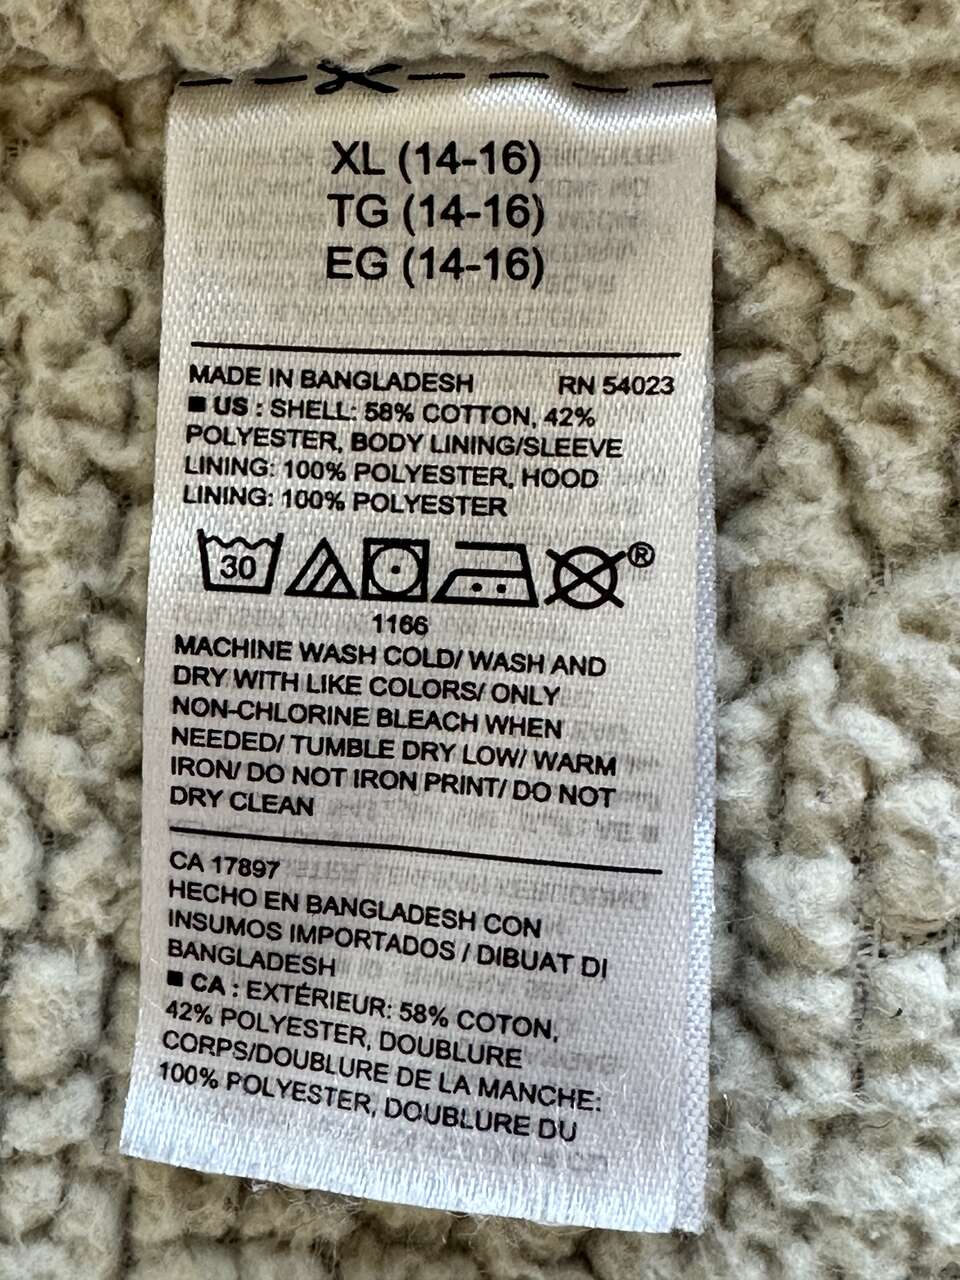 XL (14-16)
TG (14-16)
EG (14-16)
MADE IN BANGLADESH RN 54023
■ US : SHELL: 58% COTTON, 42%
POLYESTER, BODY LINING/SLEEVE
LINING: 100% POLYESTER, HOOD
LINING: 100% POLYESTER
30 ®
1166
MACHINE WASH COLD/ WASH AND
DRY WITH LIKE COLORS/ ONLY
NON-CHLORINE BLEACH WHEN
NEEDED/ TUMBLE DRY LOW/ WARM
IRON/ DO NOT IRON PRINT/ DO NOT
DRY CLEAN
CA 17897
HECHO EN BANGLADESH CON
INSUMOS IMPORTADOS / DIBUAT DI
BANGLADESH
■ CA : EXTÉRIEUR: 58% COTON,
42% POLYESTER, DOUBLURE
CORPS/DOUBLURE DE LA MANCHE:
100% POLYESTER, DOUBLURE DU